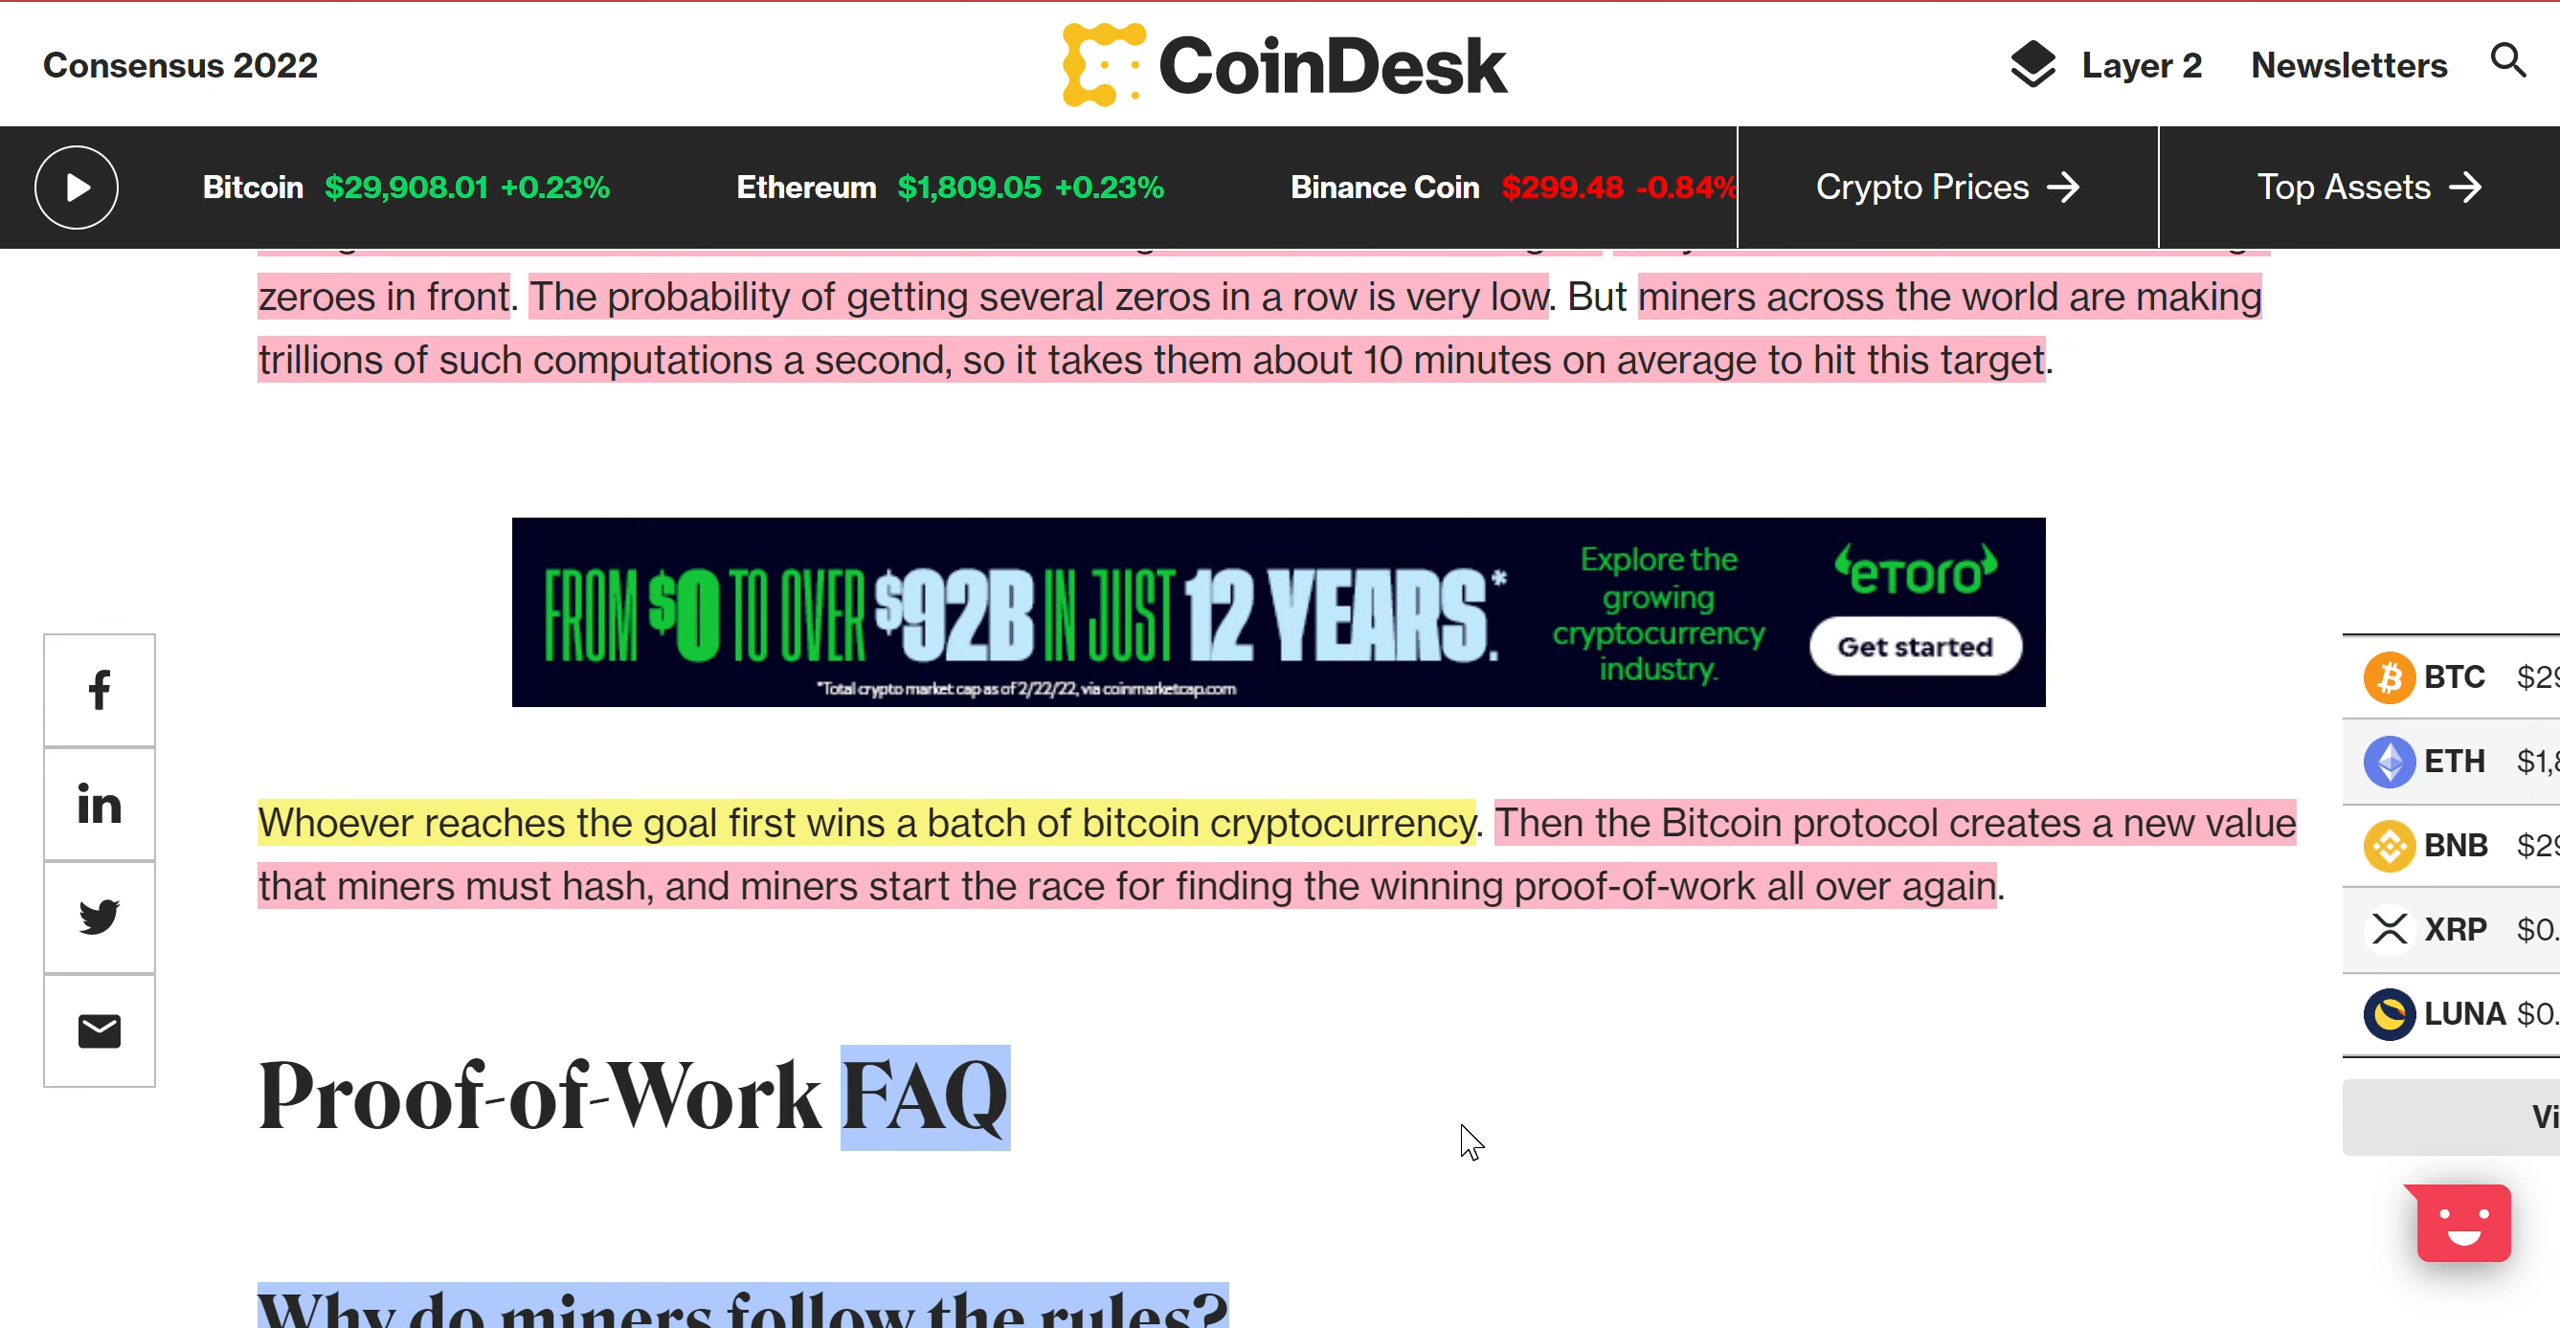 Consensus 2022
CoinDesk
Layer 2
Newsletters
Bitcoin $29,908.01 +0.23%
Ethereum $1,809.05 +0.23%
Binance Coin $299.48 -0.84%
Crypto Prices →
Top Assets →
zeroes in front. The probability of getting several zeros in a row is very low. But miners across the world are making
trillions of such computations a second, so it takes them about 10 minutes on average to hit this target.
FROM $0 TO OVER $92B IN JUST 12 YEARS.*
*Total crypto market cap as of 2/22/22, via coinmarketcap.com
Explore the
growing
cryptocurrency
industry.
eToro
Get started
Whoever reaches the goal first wins a batch of bitcoin cryptocurrency. Then the Bitcoin protocol creates a new value
that miners must hash, and miners start the race for finding the winning proof-of-work all over again.
BTC $29
ETH $1,8
BNB $29
XRP $0.
LUNA $0.
Vi
Proof-of-Work FAQ
Why do miners follow the rules?